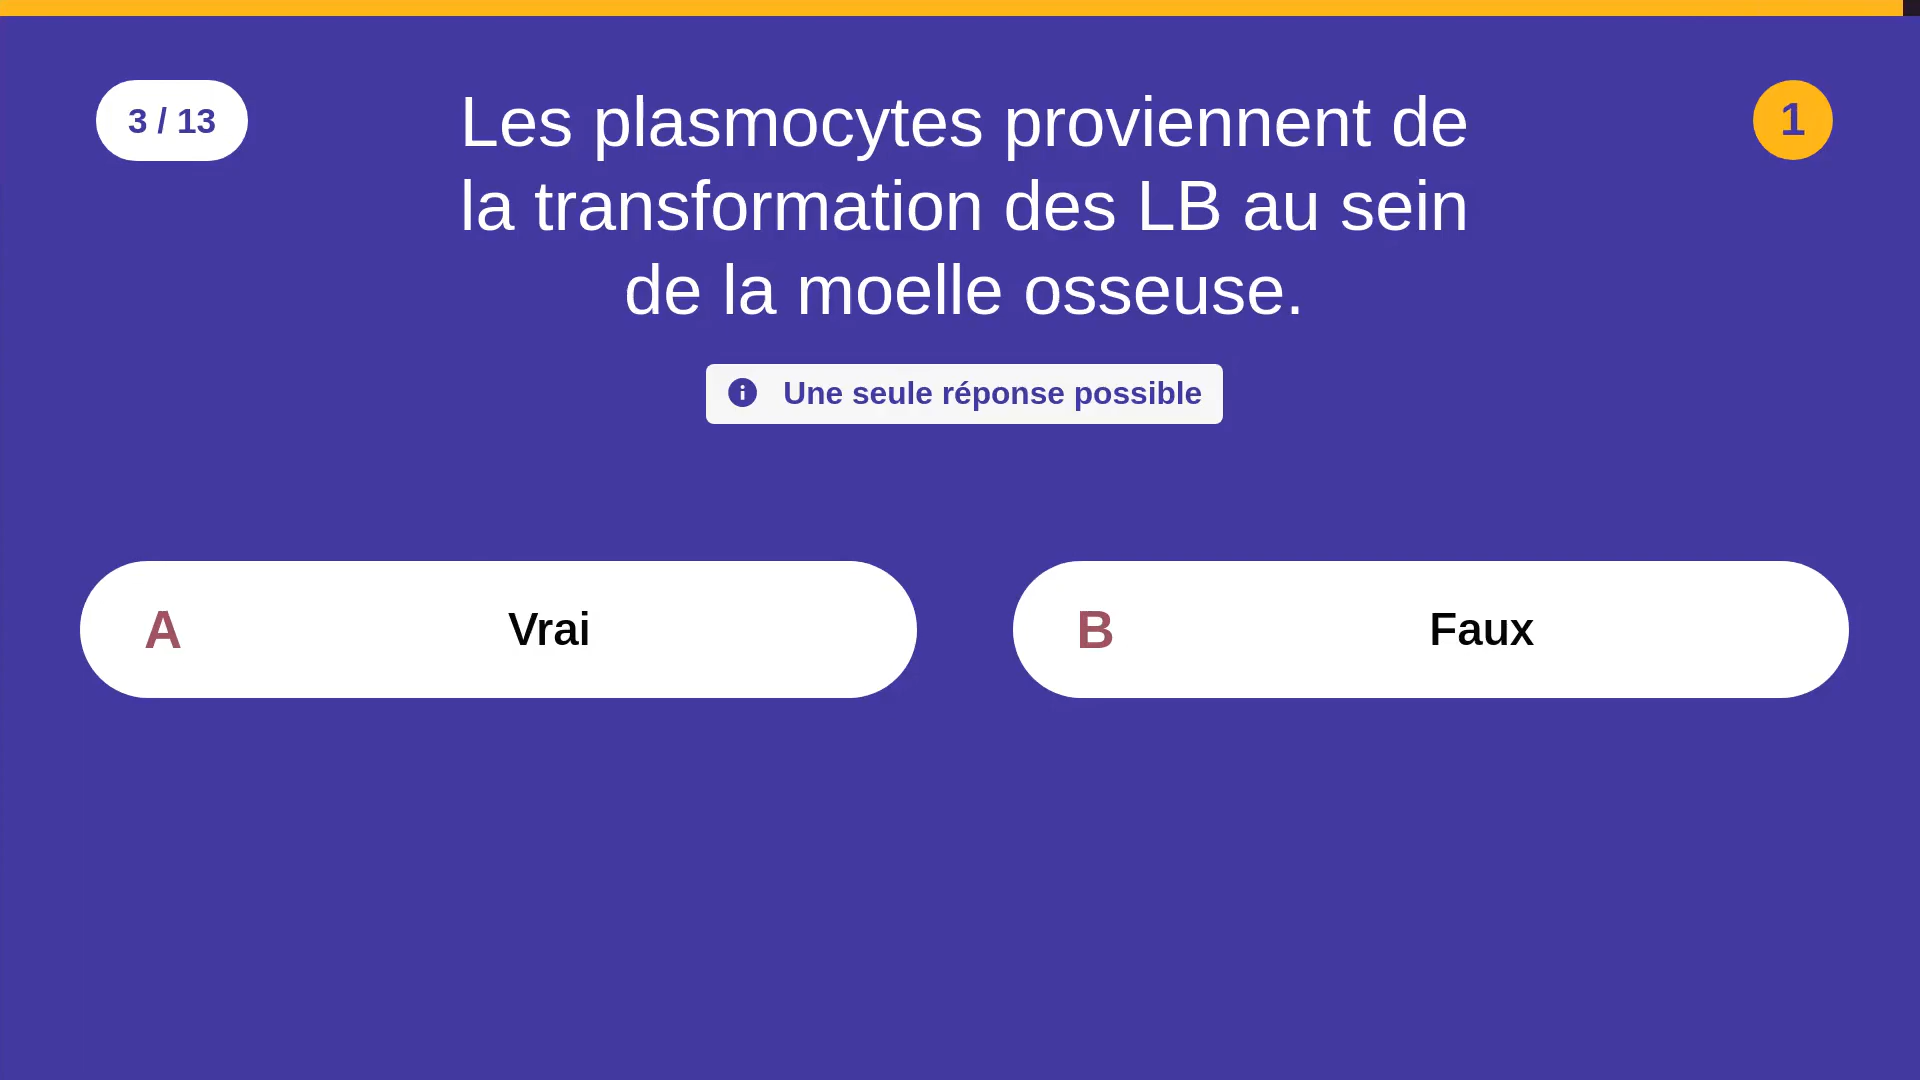 3 / 13
Les plasmocytes proviennent de
la transformation des LB au sein
de la moelle osseuse.
1
Une seule réponse possible
A Vrai
B Faux